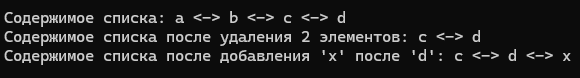 Содержимое списка: a <-> b <-> c <-> d
Содержимое списка после удаления 2 элементов: c <-> d
Содержимое списка после добавления 'x' после 'd': c <-> d <-> x